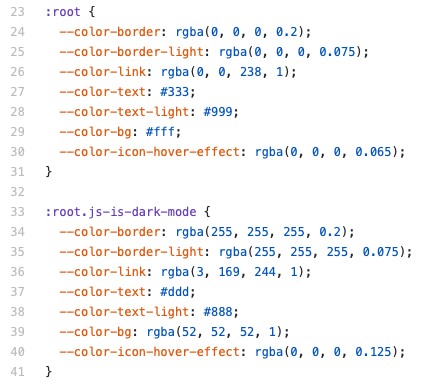 23 :root {
24 --color-border: rgba(0, 0, 0, 0.2);
25 --color-border-light: rgba(0, 0, 0, 0.075);
26 --color-link: rgba(0, 0, 238, 1);
27 --color-text: #333;
28 --color-text-light: #999;
29 --color-bg: #fff;
30 --color-icon-hover-effect: rgba(0, 0, 0, 0.065);
31 }
32
33 :root.js-is-dark-mode {
34 --color-border: rgba(255, 255, 255, 0.2);
35 --color-border-light: rgba(255, 255, 255, 0.075);
36 --color-link: rgba(3, 169, 244, 1);
37 --color-text: #ddd;
38 --color-text-light: #888;
39 --color-bg: rgba(52, 52, 52, 1);
40 --color-icon-hover-effect: rgba(0, 0, 0, 0.125);
41 }